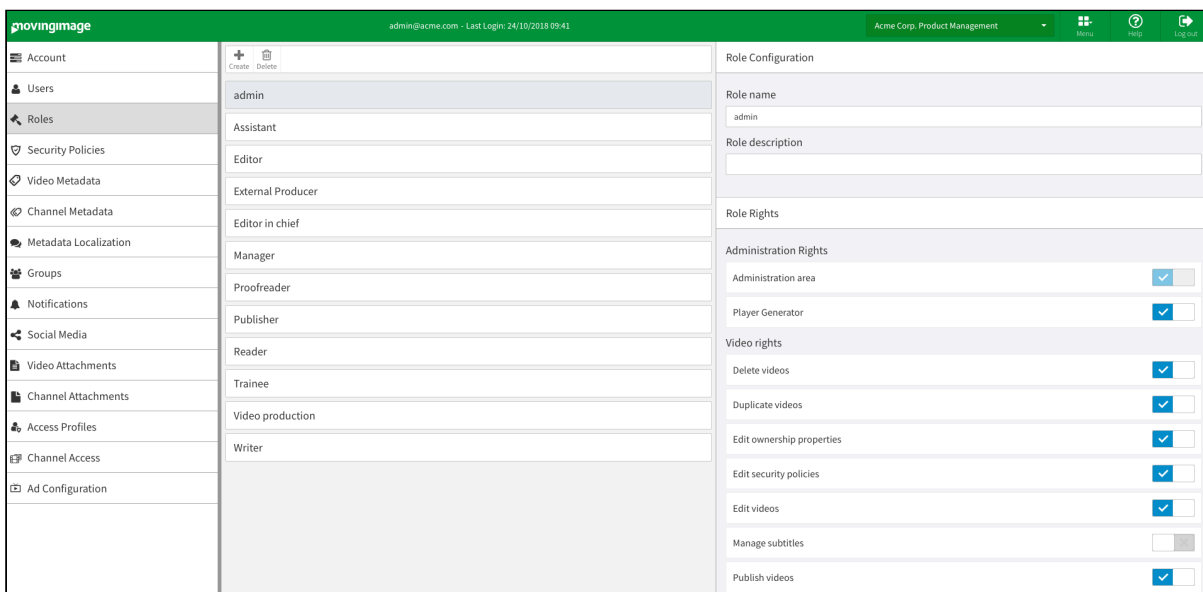 movingimage
admin@acme.com - Last Login: 24/10/2018 09:41
Acme Corp. Product Management
Menu
Help
Log out
Account
Users
Roles
Security Policies
Video Metadata
Channel Metadata
Metadata Localization
Groups
Notifications
Social Media
Video Attachments
Channel Attachments
Access Profiles
Channel Access
Ad Configuration
Create Delete
admin
Assistant
Editor
External Producer
Editor in chief
Manager
Proofreader
Publisher
Reader
Trainee
Video production
Writer
Role Configuration
Role name
admin
Role description
Role Rights
Administration Rights
Administration area
Player Generator
Video rights
Delete videos
Duplicate videos
Edit ownership properties
Edit security policies
Edit videos
Manage subtitles
Publish videos